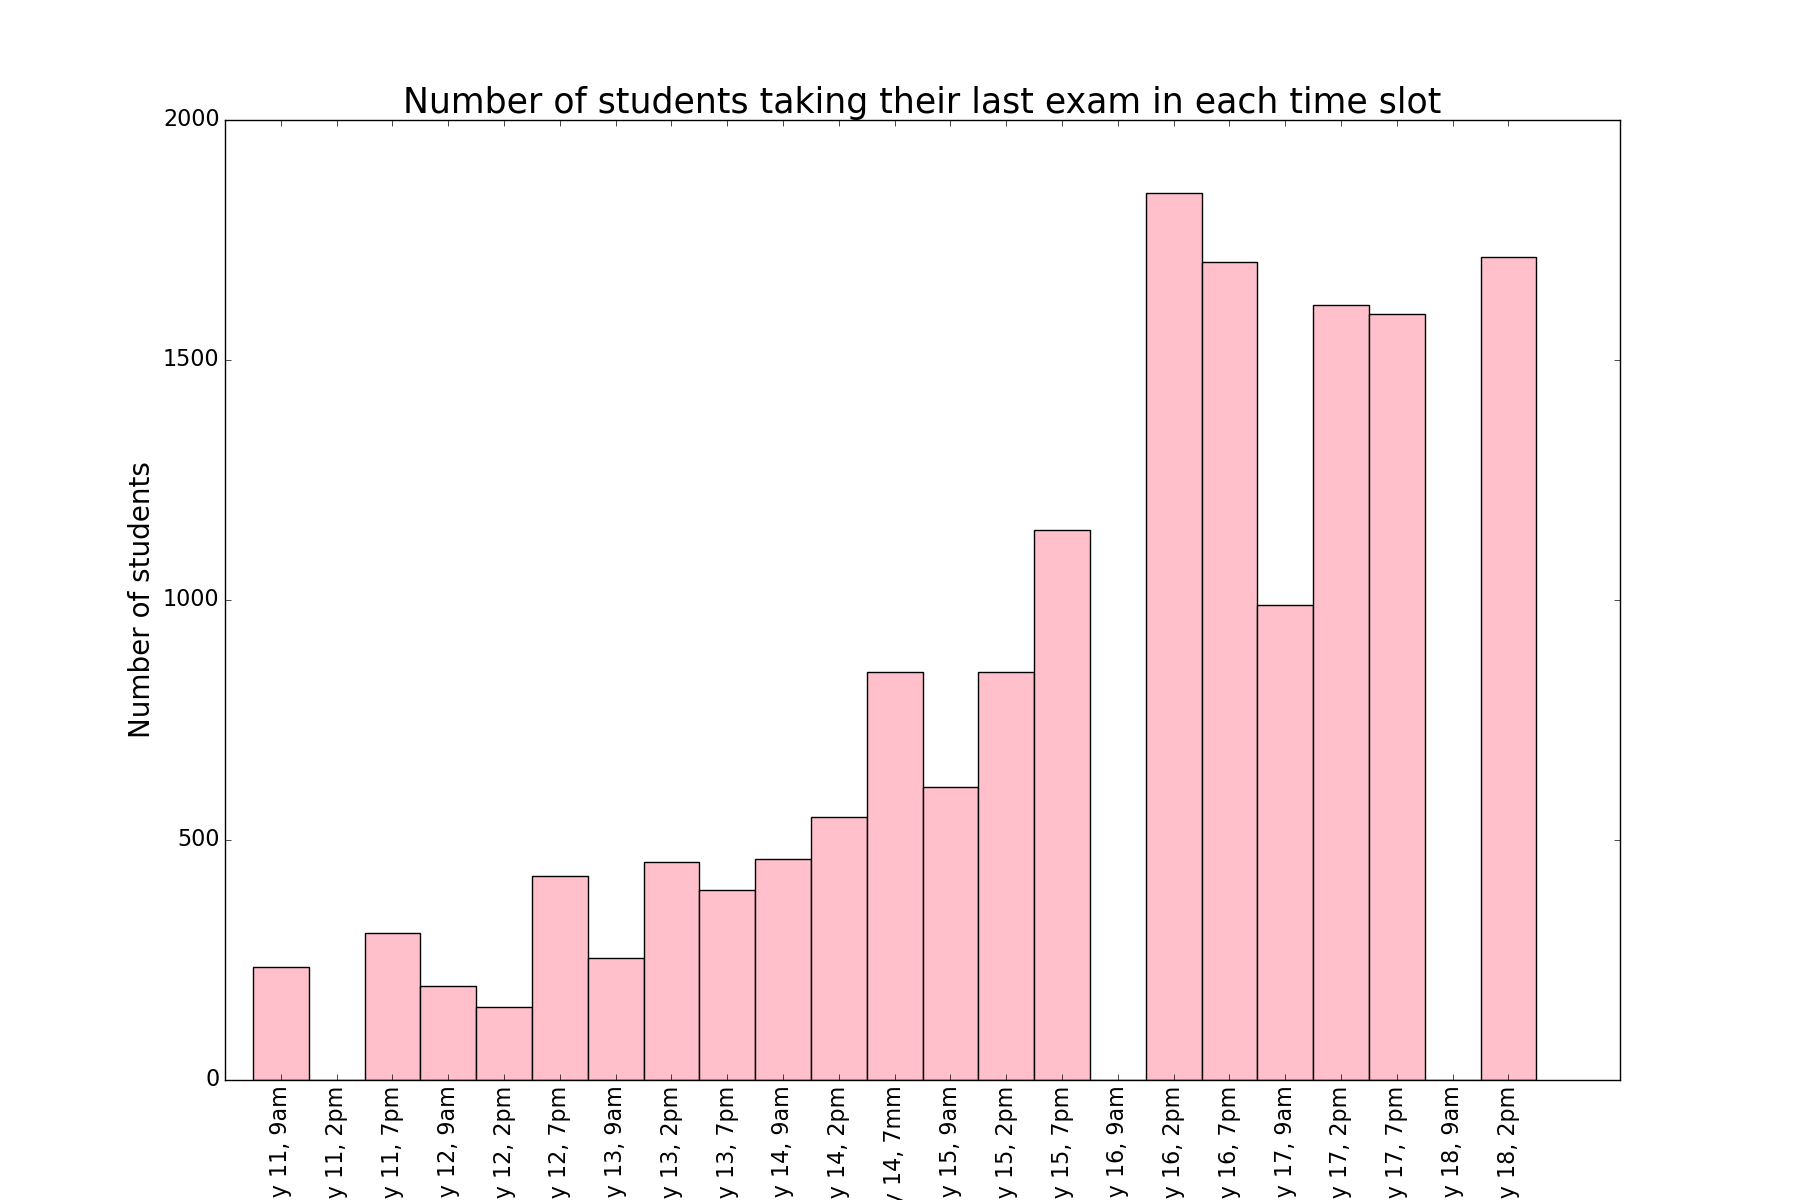 Number of students taking their last exam in each time slot
Number of students
2000
1500
1000
500
0
y 11, 9am
y 11, 2pm
y 11, 7pm
y 12, 9am
y 12, 2pm
y 12, 7pm
y 13, 9am
y 13, 2pm
y 13, 7pm
y 14, 9am
y 14, 2pm
y 14, 7mm
y 15, 9am
y 15, 2pm
y 15, 7pm
y 16, 9am
y 16, 2pm
y 16, 7pm
y 17, 9am
y 17, 2pm
y 17, 7pm
y 18, 9am
y 18, 2pm